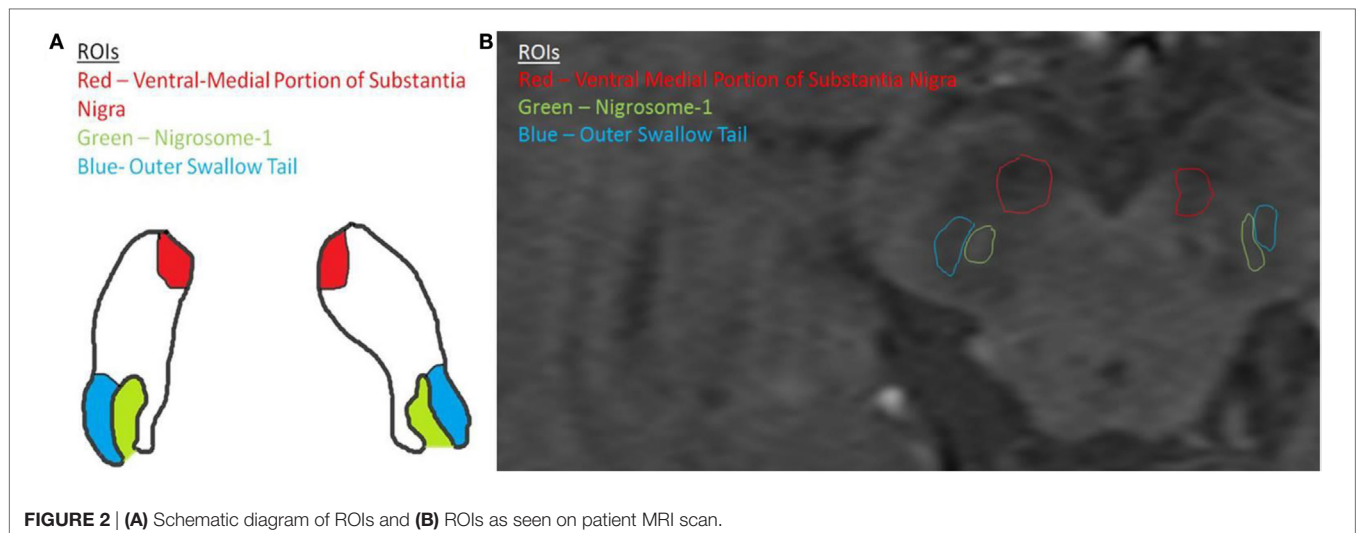 A
ROIs
Red – Ventral-Medial Portion of Substantia
Nigra
Green – Nigrosome-1
Blue- Outer Swallow Tail
B
ROIs
Red – Ventral Medial Portion of Substantia Nigra
Green – Nigrosome-1
Blue – Outer Swallow Tail
FIGURE 2 | (A) Schematic diagram of ROIs and (B) ROIs as seen on patient MRI scan.